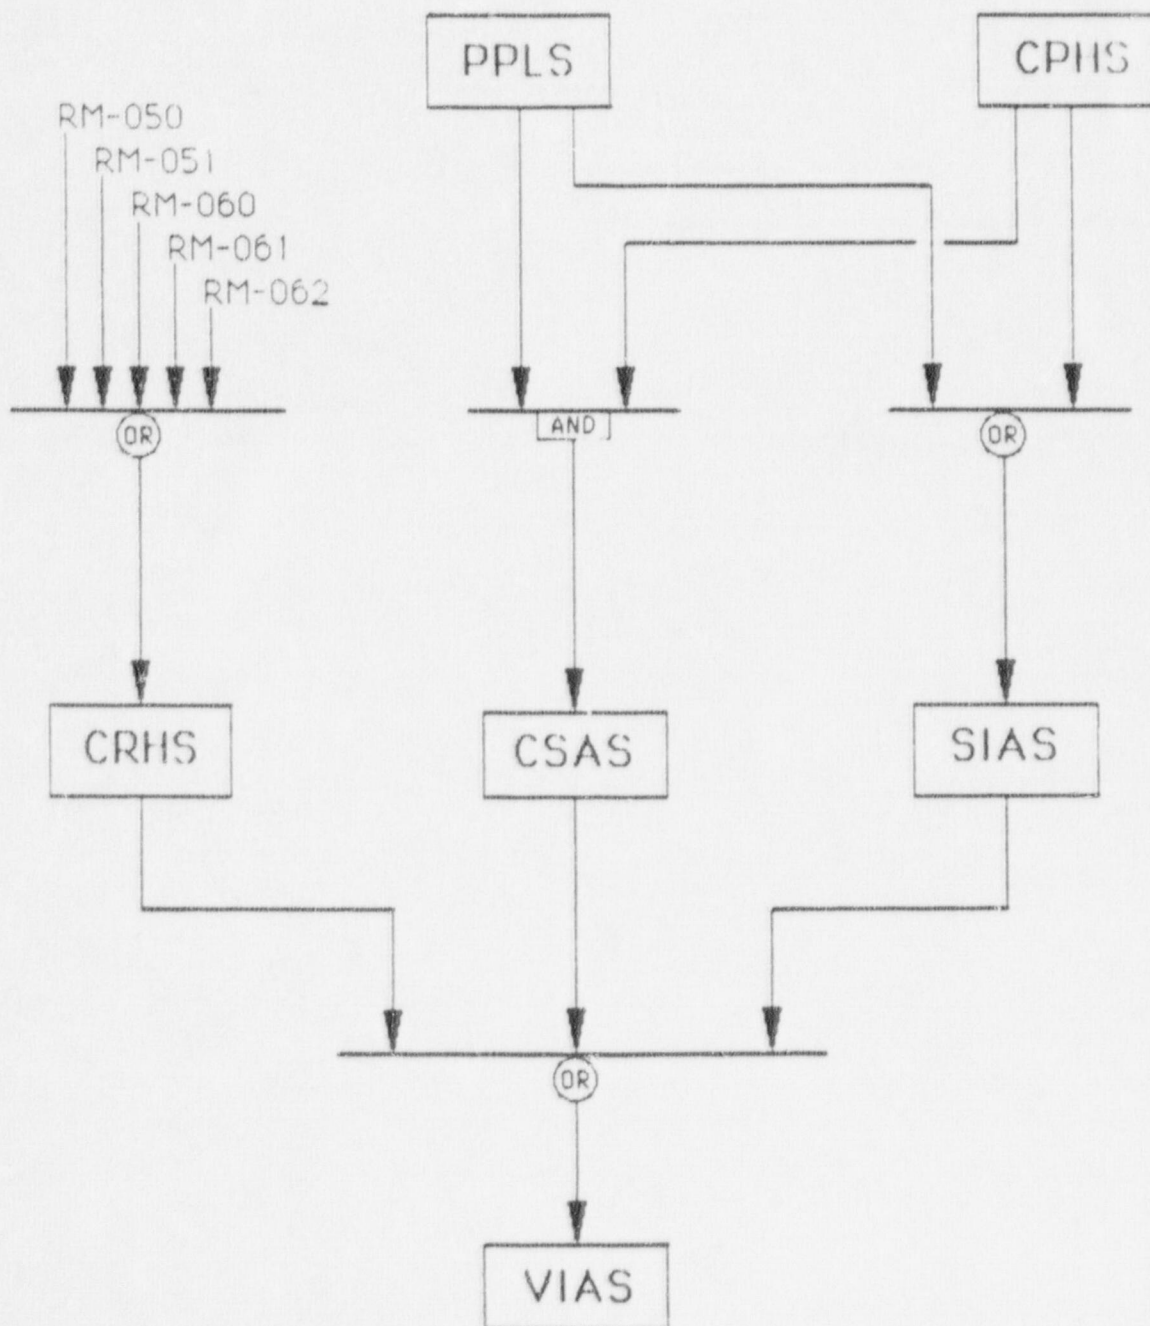 PPLS
CPHS
RM-050
RM-051
RM-060
RM-061
RM-062
OR
AND
OR
CRHS
CSAS
SIAS
OR
VIAS